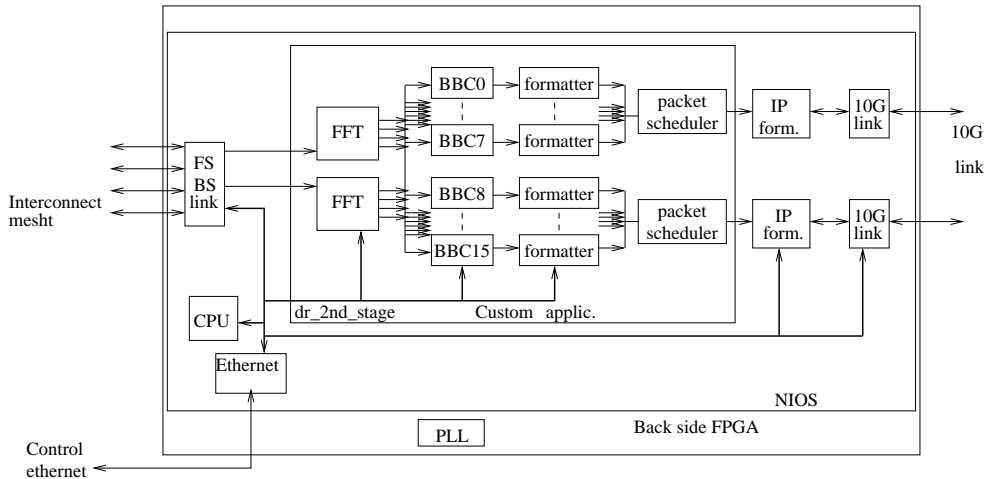 BBC0
formatter
packet
scheduler
IP
form.
10G
link
10G
link
FFT
BBC7
formatter
FS
BS
link
Interconnect
mesht
FFT
BBC8
formatter
packet
scheduler
IP
form.
10G
link
BBC15
formatter
dr_2nd_stage
Custom applic.
CPU
Ethernet
NIOS
Back side FPGA
PLL
Control
ethernet